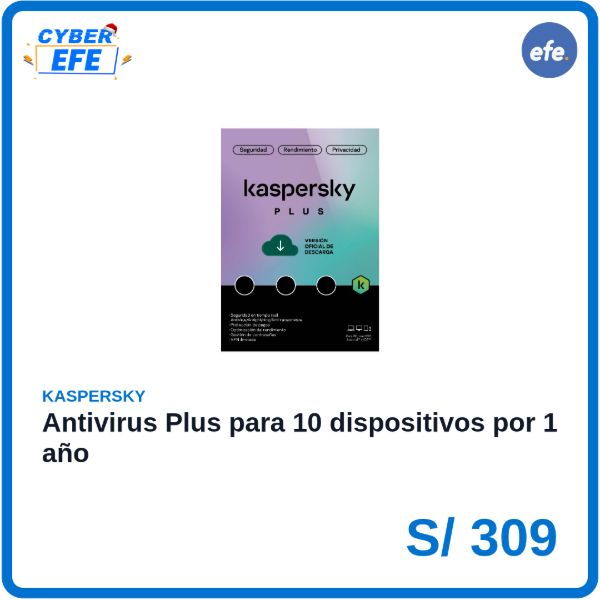 CYBER
EFE
efe.
Seguridad
Rendimiento
Privacidad
kaspersky
PLUS
VERSIÓN
OFICIAL DE
DESCARGA
k
KASPERSKY
Antivirus Plus para 10 dispositivos por 1
año
S/ 309